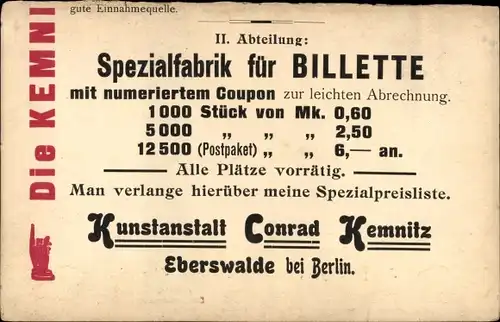 gute Einnahmequelle.
Die KEMNI
II. Abteilung:
Spezialfabrik für BILLETTE
mit numeriertem Coupon zur leichten Abrechnung.
1000 Stück von Mk. 0,60
5000 „ „ „ 2,50
12500 (Postpaket) „ „ 6,— an.
Alle Plätze vorrätig.
Man verlange hierüber meine Spezialpreisliste.
Kunstanstalt Conrad Kemnitz
Eberswalde bei Berlin.